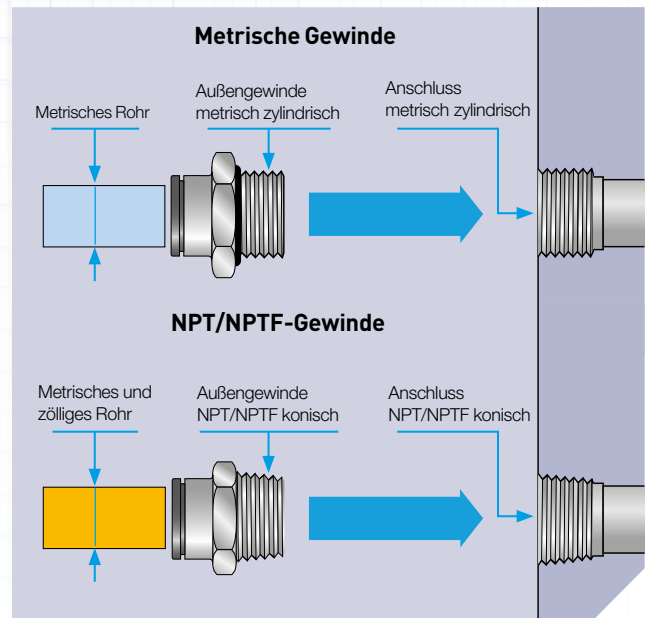 Metrische Gewinde
Metrisches Rohr
Außengewinde
metrisch zylindrisch
Anschluss
metrisch zylindrisch
NPT/NPTF-Gewinde
Metrisches und
zölliges Rohr
Außengewinde
NPT/NPTF konisch
Anschluss
NPT/NPTF konisch